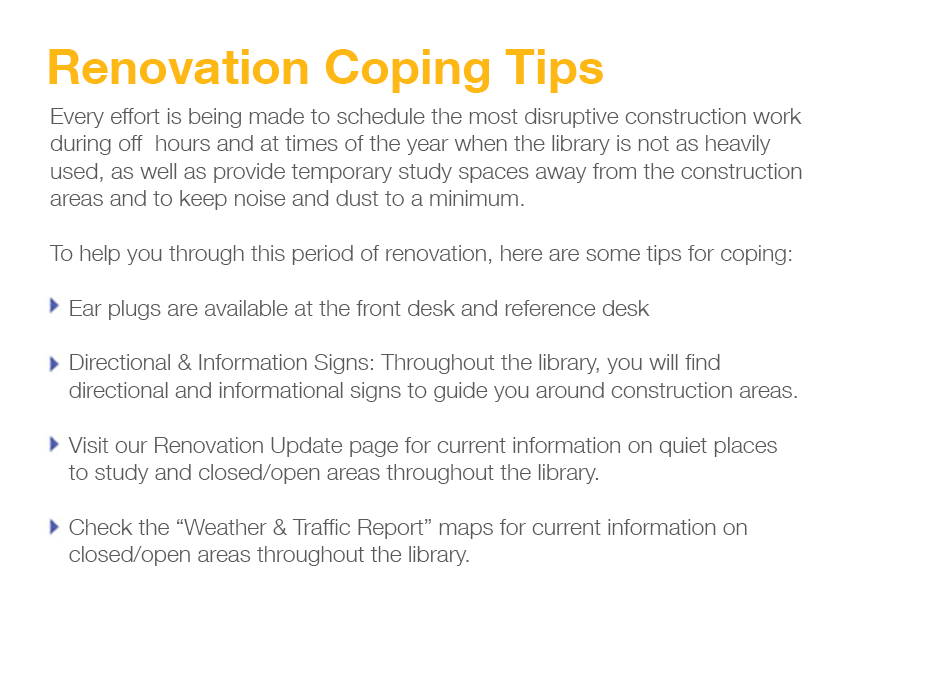 Renovation Coping Tips
Every effort is being made to schedule the most disruptive construction work
during off  hours and at times of the year when the library is not as heavily
used, as well as provide temporary study spaces away from the construction
areas and to keep noise and dust to a minimum.
To help you through this period of renovation, here are some tips for coping:
Ear plugs are available at the front desk and reference desk
Directional & Information Signs: Throughout the library, you will find
directional and informational signs to guide you around construction areas.
Visit our Renovation Update page for current information on quiet places
to study and closed/open areas throughout the library.
Check the “Weather & Traffic Report” maps for current information on
closed/open areas throughout the library.